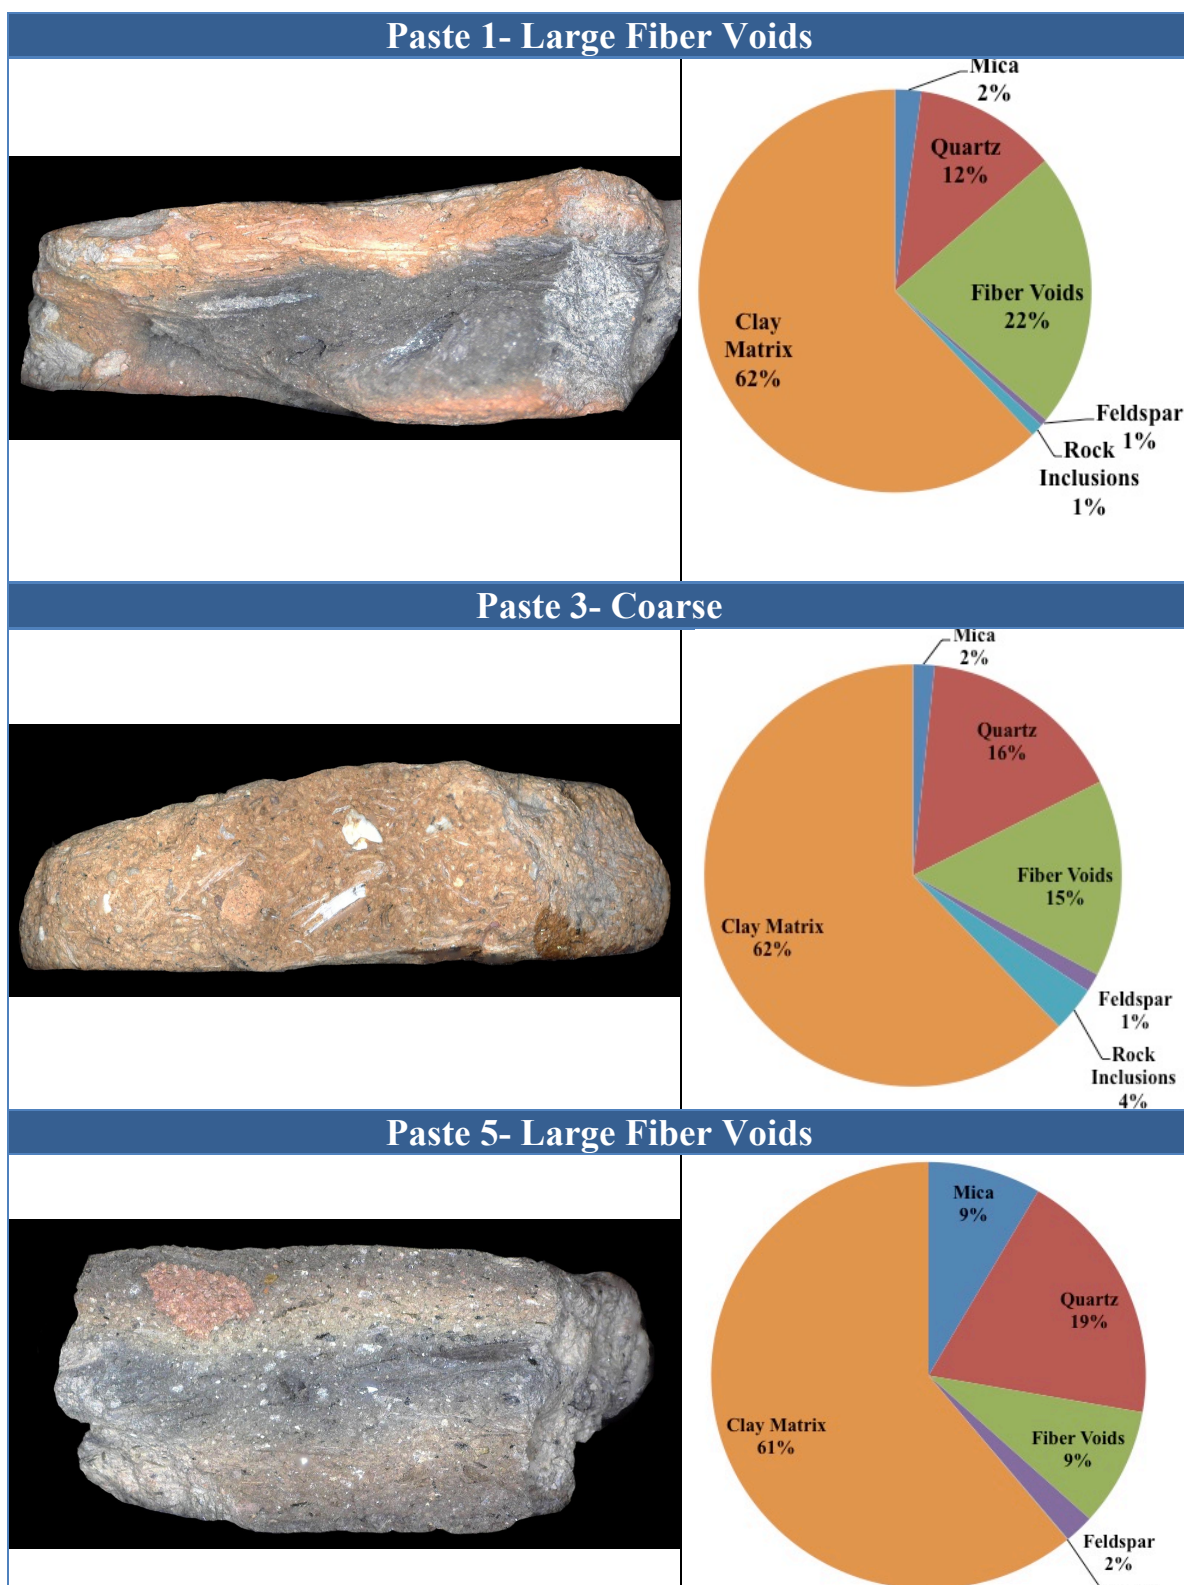 Paste 1- Large Fiber Voids
Mica
2%
Quartz
12%
Fiber Voids
22%
Feldspar
1%
Rock
Inclusions
1%
Clay
Matrix
62%
Paste 3- Coarse
Mica
2%
Quartz
16%
Fiber Voids
15%
Feldspar
1%
Rock
Inclusions
4%
Clay Matrix
62%
Paste 5- Large Fiber Voids
Mica
9%
Quartz
19%
Fiber Voids
9%
Feldspar
2%
Clay Matrix
61%